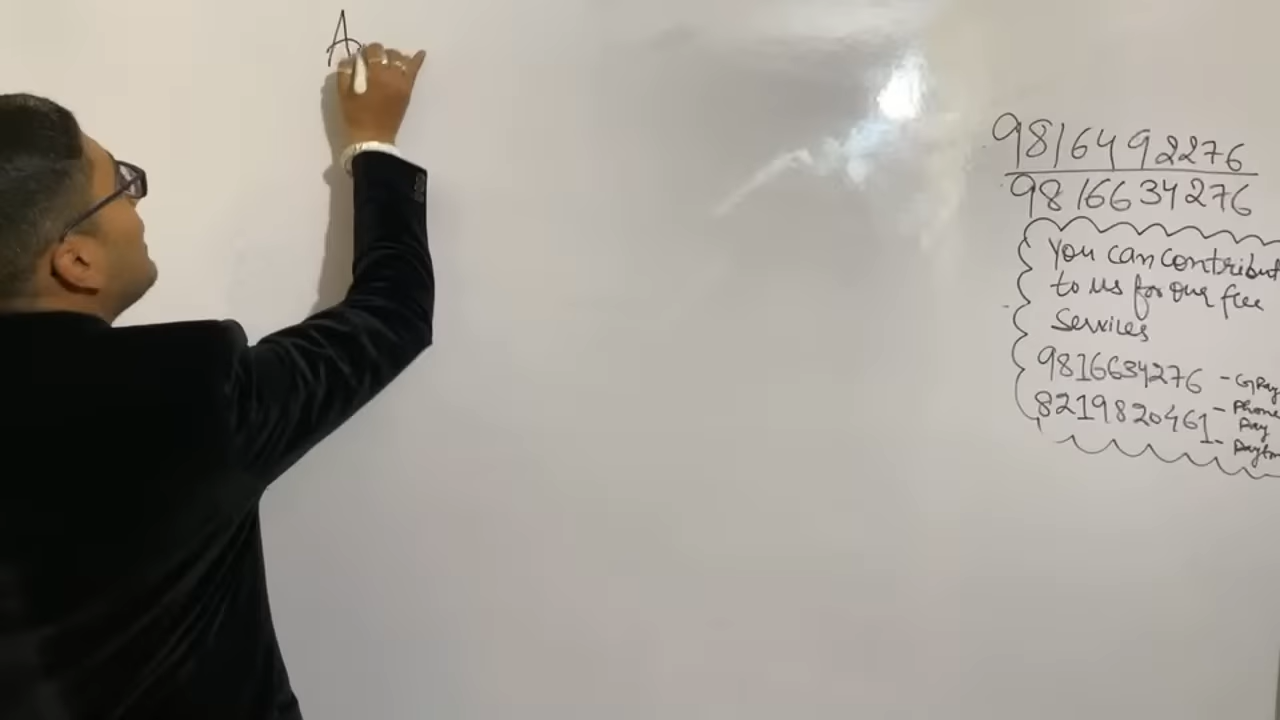 A
9816492276
9816634276
You can contribut
to us for our free
Services
9816634276 - GPay
8219820461 - Phone
Pay
- Paytm